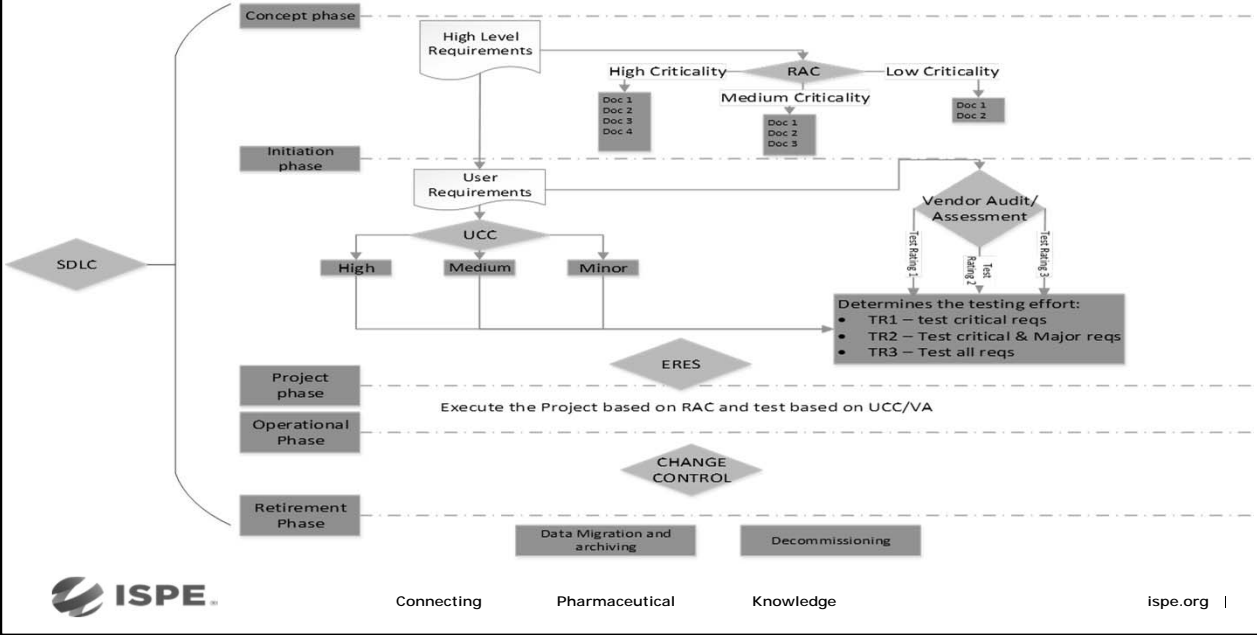 Concept phase
High Level
Requirements
High Criticality
RAC
Low Criticality
Medium Criticality
Doc 1
Doc 2
Doc 3
Doc 4
Doc 1
Doc 2
Doc 3
Doc 1
Doc 2
Initiation
phase
User
Requirements
Vendor Audit/
Assessment
UCC
High
Medium
Minor
Test Rating 1
Test
Rating 2
Test Rating 3
Determines the testing effort:
• TR1 – test critical reqs
• TR2 – Test critical & Major reqs
• TR3 – Test all reqs
SDLC
ERES
Project
phase
Execute the Project based on RAC and test based on UCC/VA
Operational
Phase
CHANGE
CONTROL
Retirement
Phase
Data Migration and
archiving
Decommissioning
ISPE®
Connecting Pharmaceutical Knowledge
ispe.org |